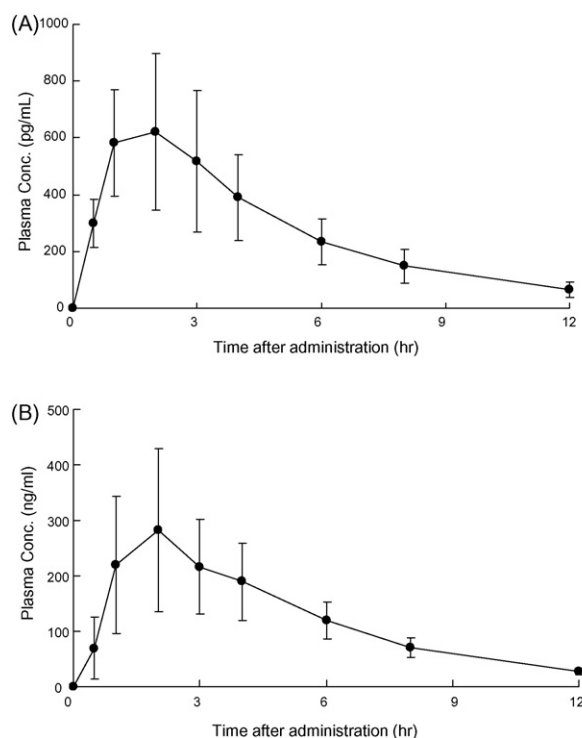 (A)
Plasma Conc. (pg/mL)
1000
800
600
400
200
0
0 3 6 9 12
Time after administration (hr)
(B)
Plasma Conc. (ng/ml)
500
400
300
200
100
0
0 3 6 9 12
Time after administration (hr)